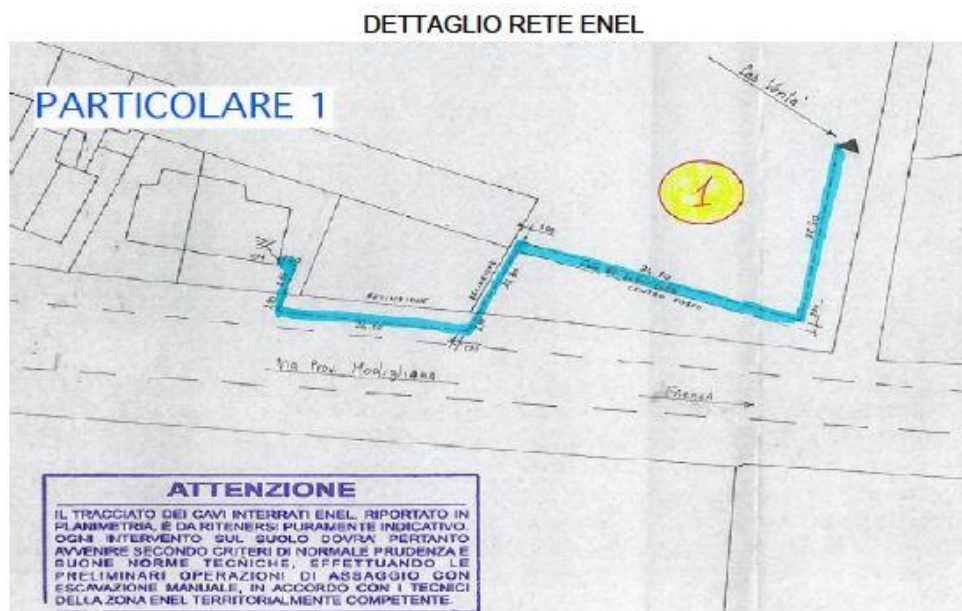 DETTAGLIO RETE ENEL
PARTICOLARE 1
1
RECINZIONE
RECINZIONE
Via Prov. Modigliana
Faenza
ATTENZIONE
IL TRACCIATO DEI CAVI INTERRATI ENEL, RIPORTATO IN
PLANIMETRIA, È DA RITENERSI PURAMENTE INDICATIVO.
OGNI INTERVENTO SUL SUOLO DOVRA' PERTANTO
AVVENIRE SECONDO CRITERI DI NORMALE PRUDENZA E
BUONE NORME TECNICHE, EFFETTUANDO LE
PRELIMINARI OPERAZIONI DI ASSAGGIO CON
ESCAVAZIONE MANUALE, IN ACCORDO CON I TECNICI
DELLA ZONA ENEL TERRITORIALMENTE COMPETENTE.